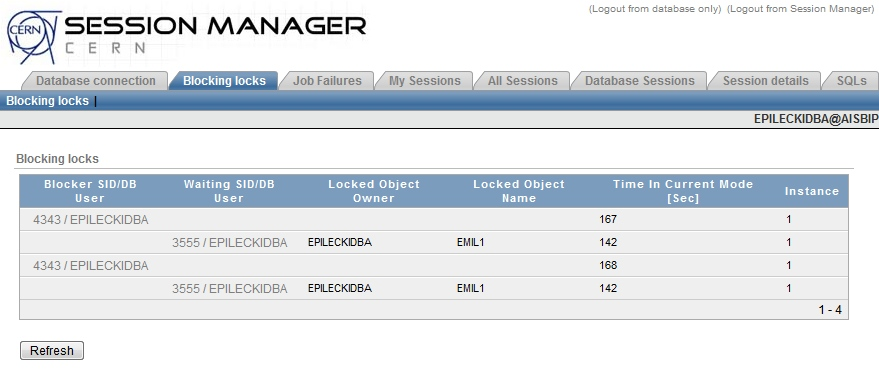 (Logout from database only) (Logout from Session Manager)
CERN SESSION MANAGER
CERN
Database connection Blocking locks Job Failures My Sessions All Sessions Database Sessions Session details SQLs
Blocking locks |
EPILECKIDBA@AISBIP
Blocking locks
Blocker SID/DB User Waiting SID/DB User Locked Object Owner Locked Object Name Time In Current Mode [Sec] Instance
4343 / EPILECKIDBA 167 1
3555 / EPILECKIDBA EPILECKIDBA EMIL1 142 1
4343 / EPILECKIDBA 168 1
3555 / EPILECKIDBA EPILECKIDBA EMIL1 142 1
1 - 4
Refresh